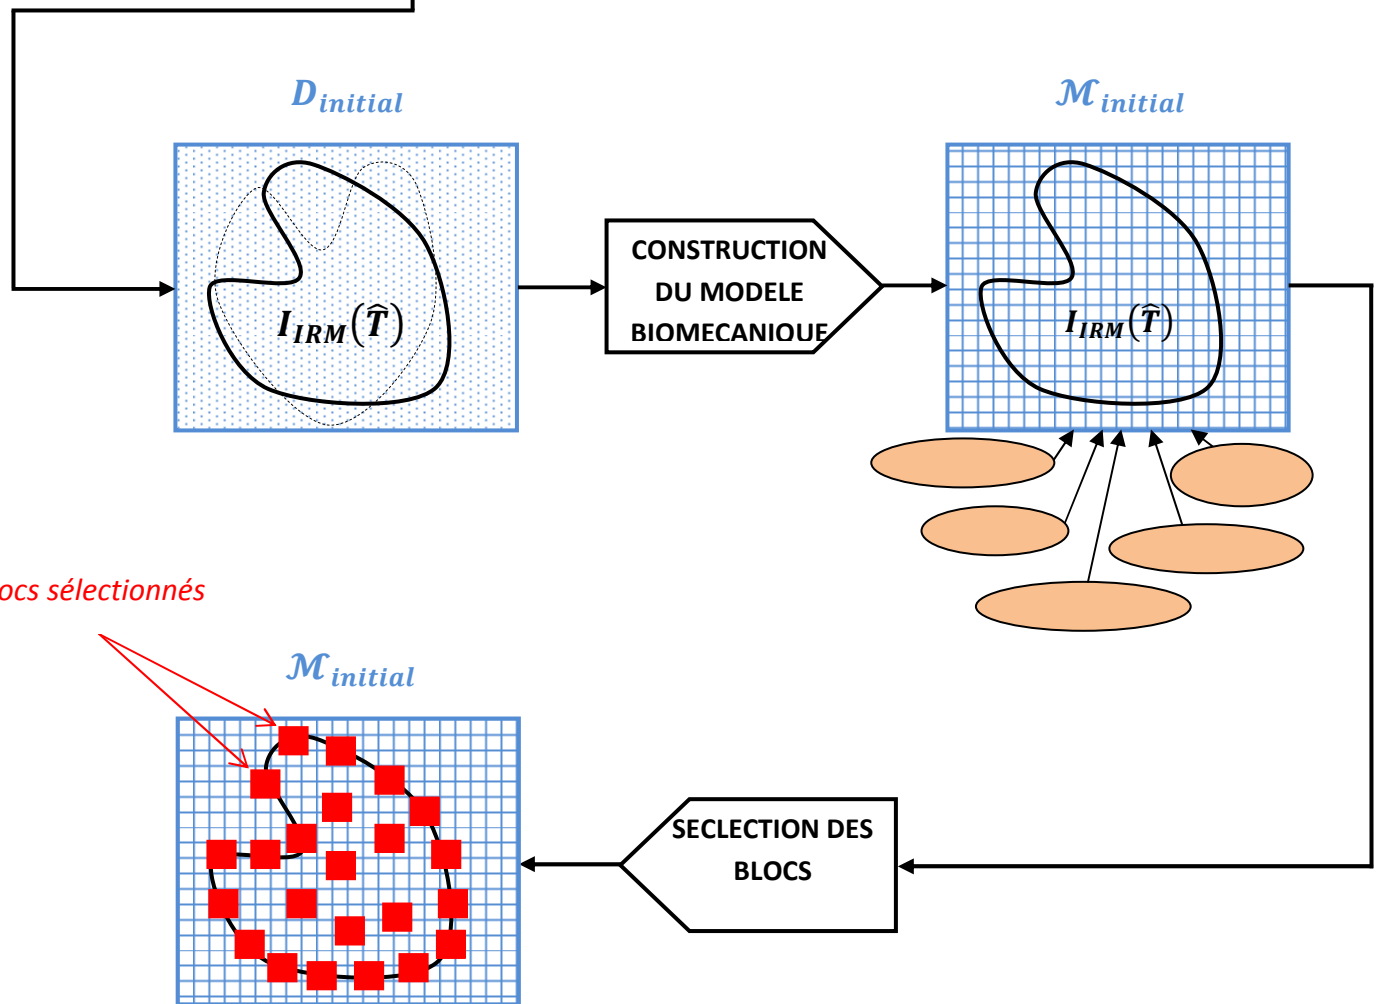 D initial
M initial
CONSTRUCTION
DU MODELE
BIOMECANIQUE
I IRM (T̂)
I IRM (T̂)
ocs sélectionnés
M initial
SECLECTION DES
BLOCS